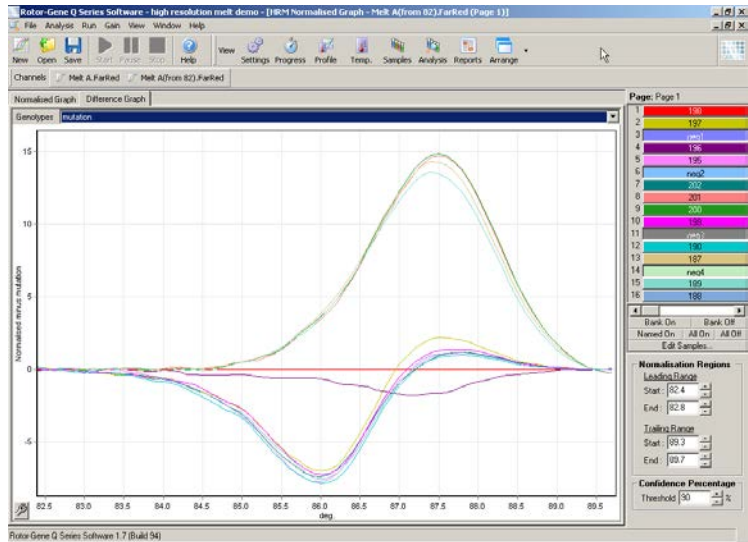 Rotor-Gene Q Series Software - high resolution melt demo - [HRM Normalised Graph - Melt A(from 82).FarRed (Page 1)]
File Analysis Run Gain View Window Help
New Open Save Start Pause Stop Help View Settings Progress Profile Temp. Samples Analysis Reports Arrange
Channels Melt A.FarRed Melt A(from 82).FarRed
Normalised Graph Difference Graph
Genotypes mutation
15
10
5
0
-5
Normalised minus mutation
82.5 83.0 83.5 84.0 84.5 85.0 85.5 86.0 86.5 87.0 87.5 88.0 88.5 89.0 89.5
deg.
Page: Page 1
1 198
2 197
3 neg1
4 196
5 195
6 neg2
7 202
8 201
9 200
10
11 neg3
12 190
13 187
14 neg4
15 189
16 188
Bank On Bank Off
Named On All On All Off
Edit Samples...
Normalisation Regions
Leading Range
Start: 82.4
End: 82.8
Trailing Range
Start: 89.3
End: 89.7
Confidence Percentage
Threshold 90 %
Rotor-Gene Q Series Software 1.7 (Build 94)